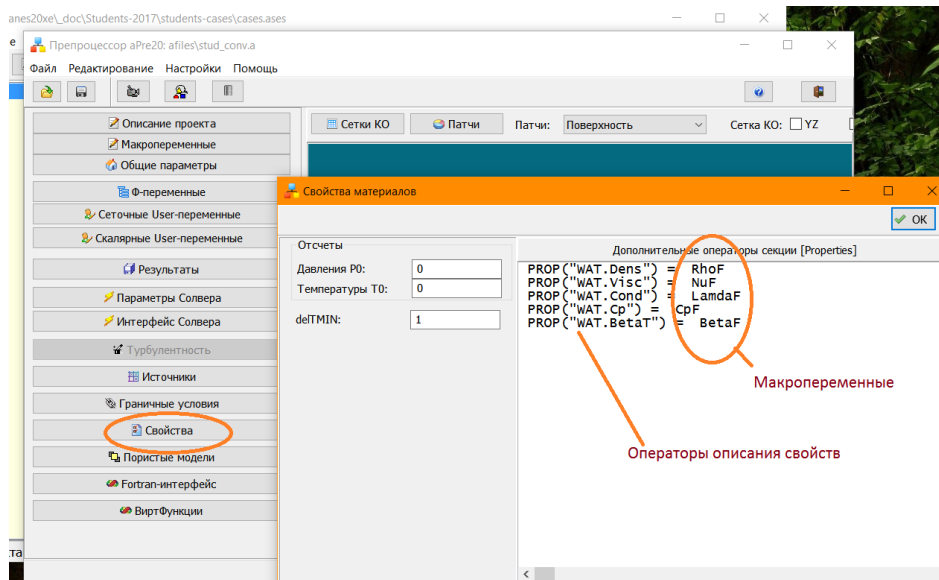 anes20xe\_doc\Students-2017\students-cases\cases.ases
е
Препроцессор aPre20: afiles\stud_conv.a
Файл Редактирование Настройки Помощь
Описание проекта
Макропеременные
Общие параметры
Ф-переменные
Сеточные User-переменные
Скалярные User-переменные
Результаты
Параметры Солвера
Интерфейс Солвера
Турбулентность
Источники
Граничные условия
Свойства
Пористые модели
Fortran-интерфейс
ВиртФункции
та
Сетки КО Патчи Патчи: Поверхность Сетка КО: YZ
Свойства материалов
OK
Отсчеты
Давления P0: 0
Температуры T0: 0
delTMIN: 1
Дополнительные операторы секции [Properties]
PROP("WAT.Dens") = RhoF
PROP("WAT.Visc") = NuF
PROP("WAT.Cond") = LamdaF
PROP("WAT.Cp") = CpF
PROP("WAT.BetaT") = BetaF
Макропеременные
Операторы описания свойств